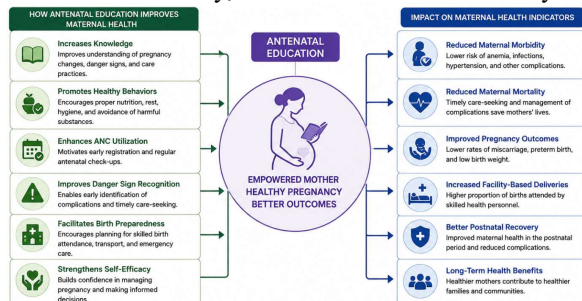 HOW ANTENATAL EDUCATION IMPROVES
MATERNAL HEALTH
Increases Knowledge
Improves understanding of pregnancy
changes, danger signs, and care
practices.
Promotes Healthy Behaviors
Encourages proper nutrition, rest,
hygiene, and avoidance of harmful
substances.
Enhances ANC Utilization
Motivates early registration and regular
antenatal check-ups.
Improves Danger Sign Recognition
Enables early identification of
complications and timely care-seeking.
Facilitates Birth Preparedness
Encourages planning for skilled birth
attendance, transport, and emergency
care.
Strengthens Self-Efficacy
Builds confidence in managing
pregnancy and making informed
decisions.
ANTENATAL
EDUCATION
EMPOWERED MOTHER
HEALTHY PREGNANCY
BETTER OUTCOMES
IMPACT ON MATERNAL HEALTH INDICATORS
Reduced Maternal Morbidity
Lower risk of anemia, infections,
hypertension, and other complications.
Reduced Maternal Mortality
Timely care-seeking and management of
complications save mothers' lives.
Improved Pregnancy Outcomes
Lower rates of miscarriage, preterm birth,
and low birth weight.
Increased Facility-Based Deliveries
Higher proportion of births attended by
skilled health personnel.
Better Postnatal Recovery
Improved maternal health in the postnatal
period and reduced complications.
Long-Term Health Benefits
Healthier mothers contribute to healthier
families and communities.